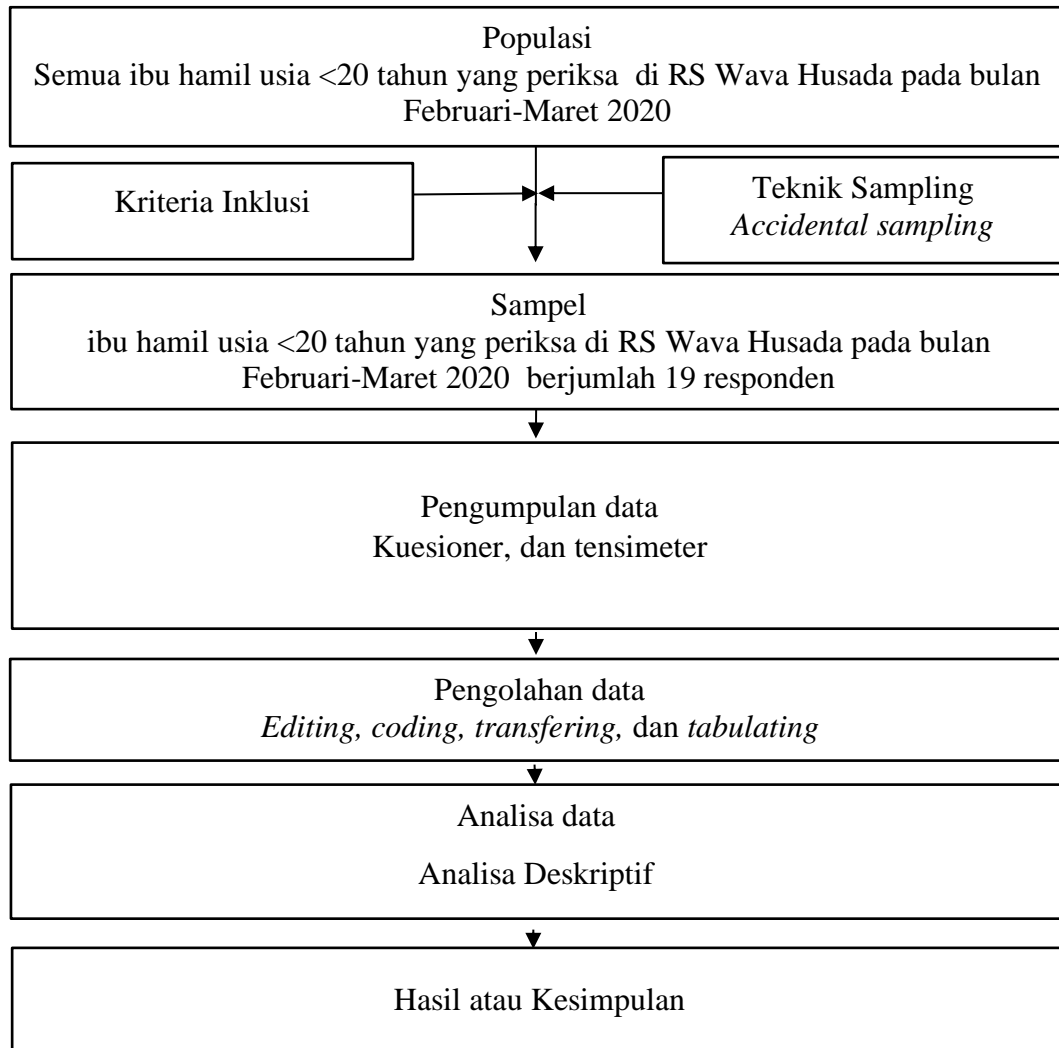 Populasi
Semua ibu hamil usia <20 tahun yang periksa di RS Wava Husada pada bulan
Februari-Maret 2020
Kriteria Inklusi
Teknik Sampling
Accidental sampling
Sampel
ibu hamil usia <20 tahun yang periksa di RS Wava Husada pada bulan
Februari-Maret 2020 berjumlah 19 responden
Pengumpulan data
Kuesioner, dan tensimeter
Pengolahan data
Editing, coding, transfering, dan tabulating
Analisa data
Analisa Deskriptif
Hasil atau Kesimpulan